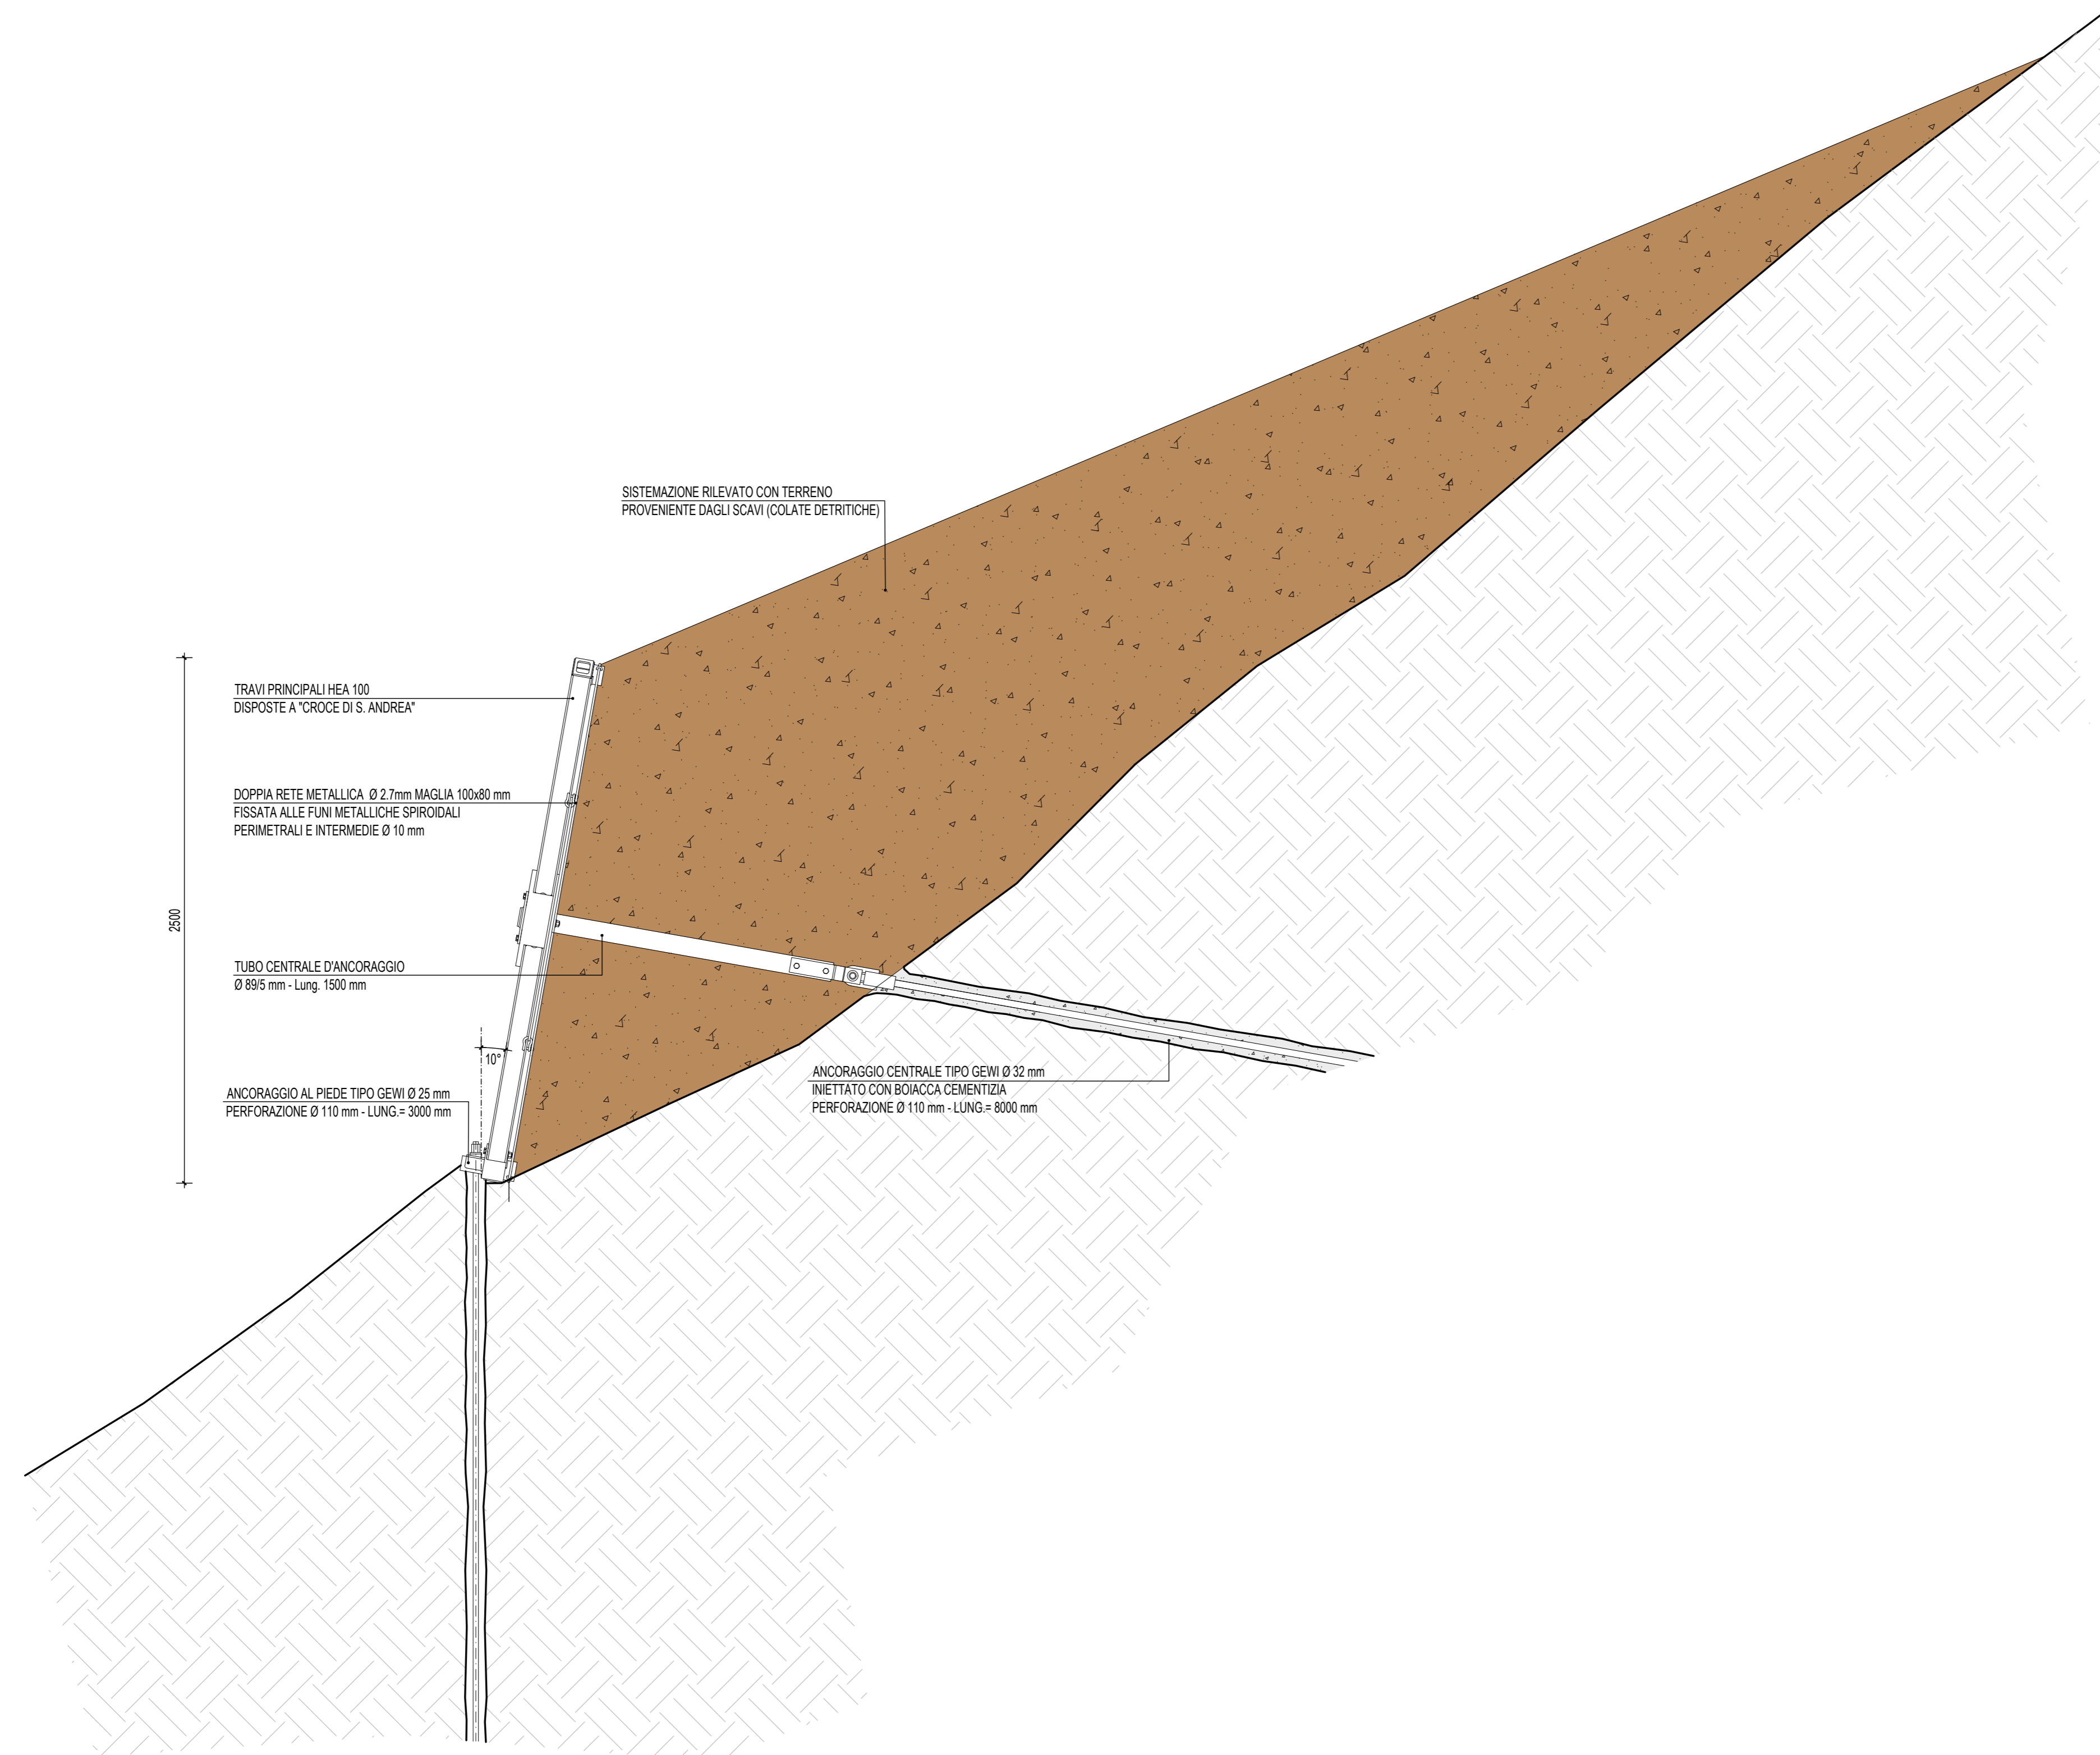 SISTEMAZIONE RILEVATO CON TERRENO
PROVENIENTE DAGLI SCAVI (COLATE DETRITICHE)
TRAVI PRINCIPALI HEA 100
DISPOSTE A "CROCE DI S. ANDREA"
DOPPIA RETE METALLICA Ø 2.7mm MAGLIA 100x80 mm
FISSATA ALLE FUNI METALLICHE SPIROIDALI
PERIMETRALI E INTERMEDIE Ø 10 mm
2500
TUBO CENTRALE D'ANCORAGGIO
Ø 89/5 mm - Lung. 1500 mm
10°
ANCORAGGIO AL PIEDE TIPO GEWI Ø 25 mm
PERFORAZIONE Ø 110 mm - LUNG.= 3000 mm
ANCORAGGIO CENTRALE TIPO GEWI Ø 32 mm
INIETTATO CON BOIACCA CEMENTIZIA
PERFORAZIONE Ø 110 mm - LUNG.= 8000 mm